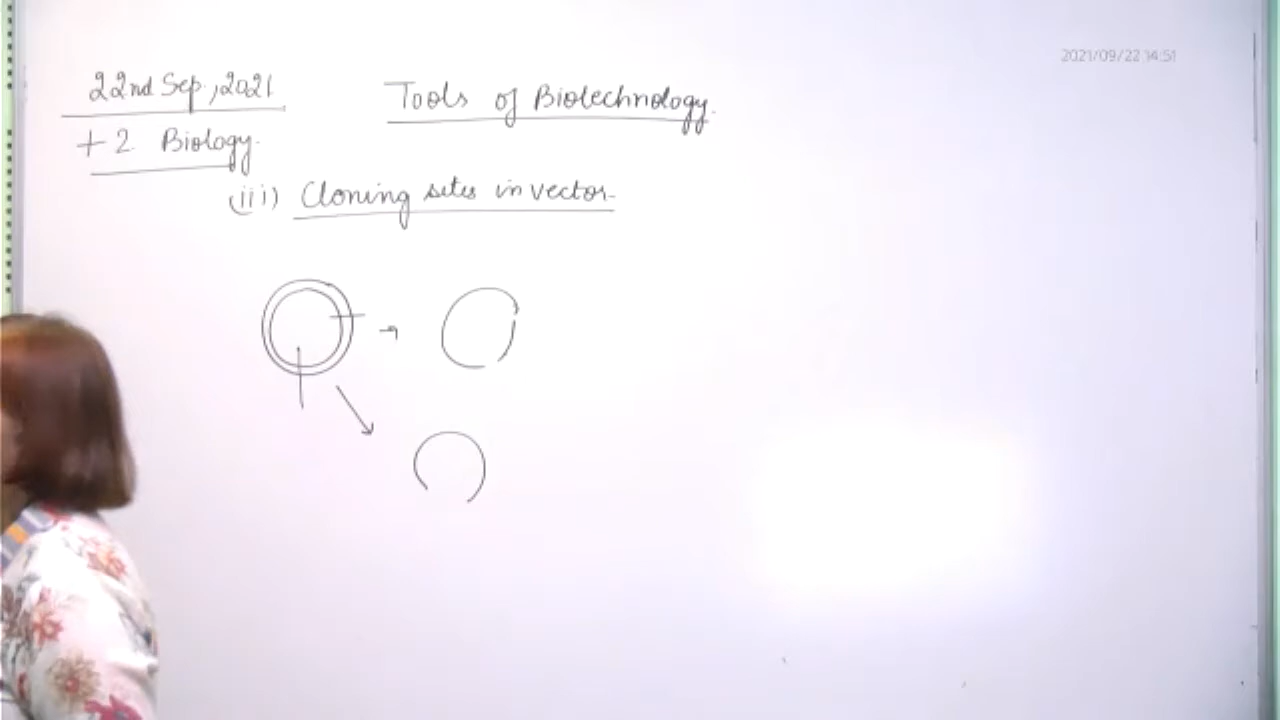 2021/09/22 14:51
22nd Sep, 2021
Tools of Biotechnology.
+2 Biology.
(iii) Cloning sites in vector.